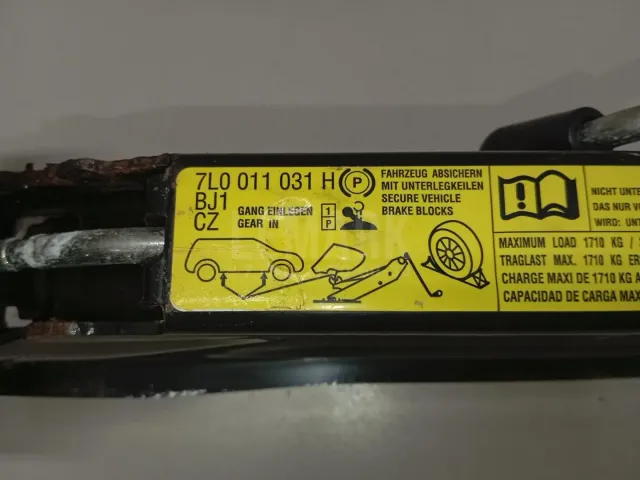 7L0 011 031 H
BJ1
CZ
GANG EINLEGEN
GEAR IN
1
P
P
FAHRZEUG ABSICHERN
MIT UNTERLEGKEILEN
SECURE VEHICLE
BRAKE BLOCKS
!
NICHT UNT
DAS NUR VO
WIRD: UNT
MAXIMUM LOAD 1710 KG /
TRAGLAST MAX. 1710 KG ER
CHARGE MAXI DE 1710 KG A
CAPACIDAD DE CARGA MAX